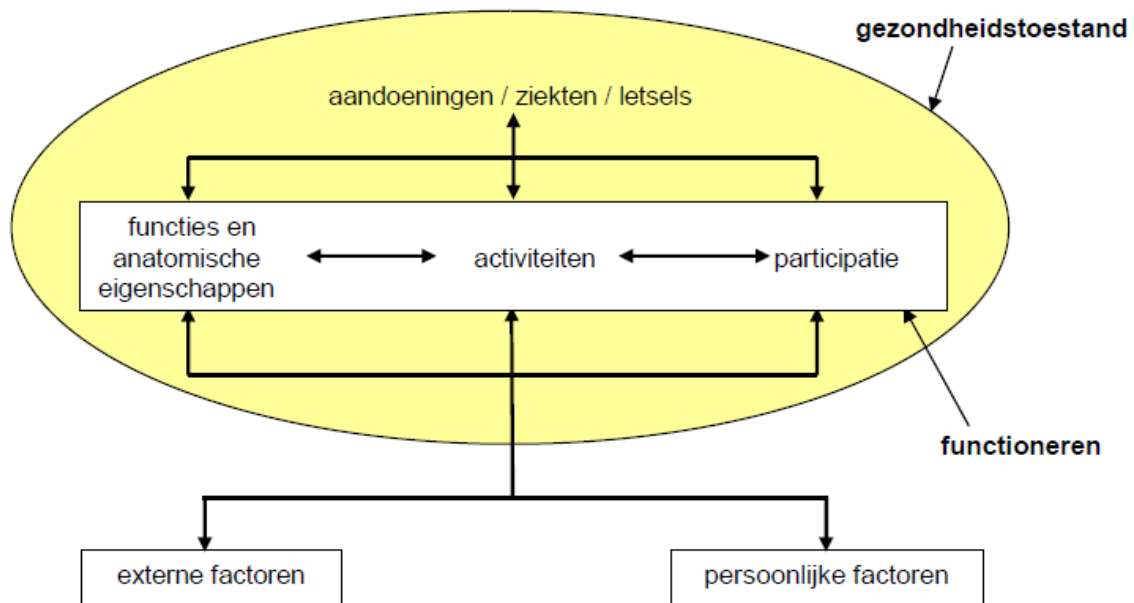 gezondheidstoestand
aandoeningen / ziekten / letsels
functies en
anatomische
eigenschappen
activiteiten
participatie
functioneren
externe factoren
persoonlijke factoren